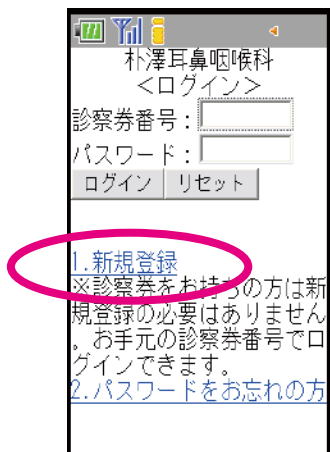 朴澤耳鼻咽喉科
＜ログイン＞
診察券番号：
パスワード：
ログイン リセット
1.新規登録
※診察券をお持ちの方は新
規登録の必要はありません
。お手元の診察券番号でロ
グインできます。
2.パスワードをお忘れの方